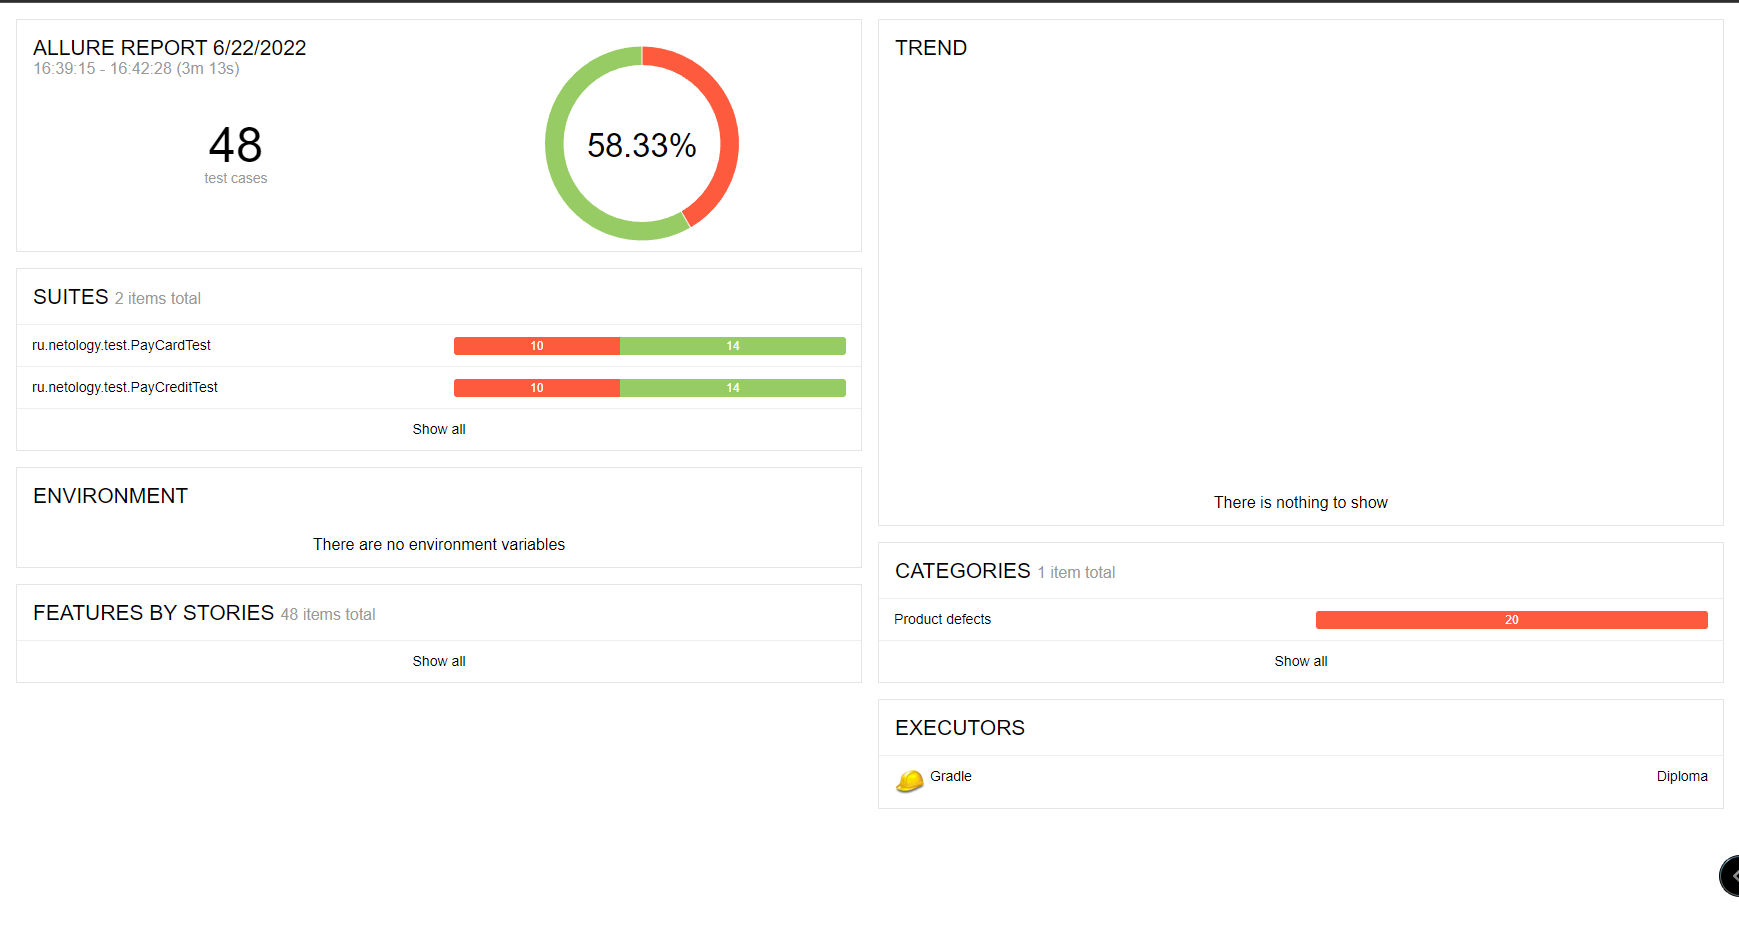 ALLURE REPORT 6/22/2022
16:39:15 - 16:42:28 (3m 13s)
48
test cases
58.33%
SUITES 2 items total
ru.netology.test.PayCardTest 10 14
ru.netology.test.PayCreditTest 10 14
Show all
ENVIRONMENT
There are no environment variables
FEATURES BY STORIES 48 items total
Show all
TREND
There is nothing to show
CATEGORIES 1 item total
Product defects 20
Show all
EXECUTORS
Gradle Diploma